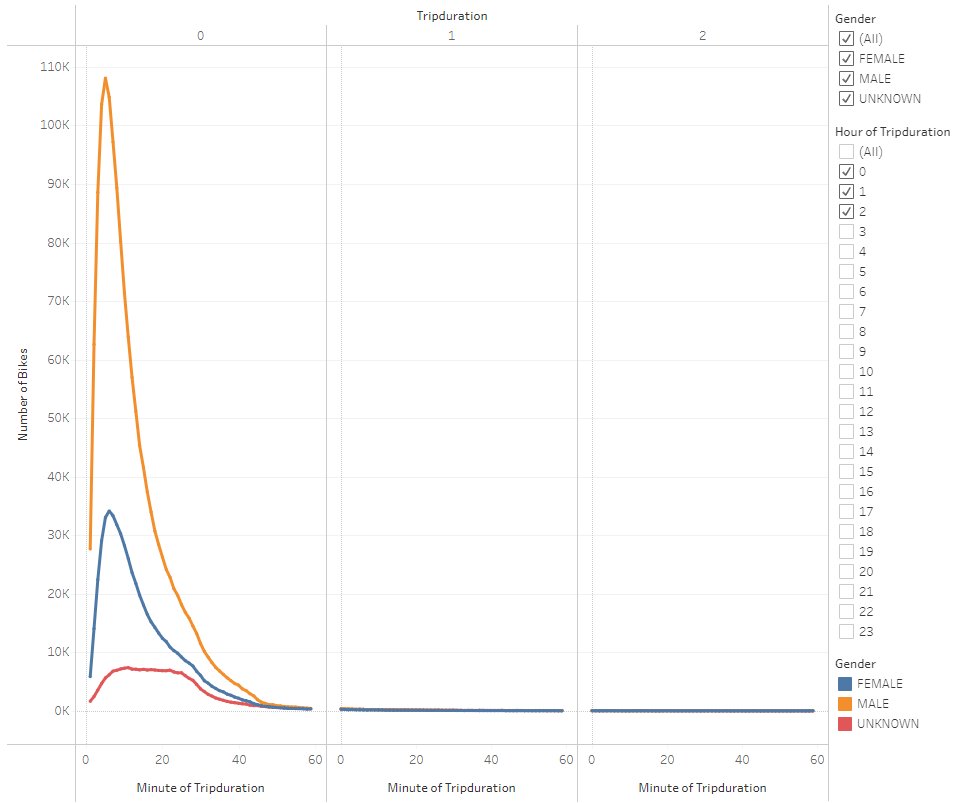 Tripduration
0 1 2
110K
100K
90K
80K
70K
60K
50K
40K
30K
20K
10K
0K
Number of Bikes
0 20 40 60 0 20 40 60 0 20 40 60
Minute of Tripduration Minute of Tripduration Minute of Tripduration
Gender
(All)
FEMALE
MALE
UNKNOWN
Hour of Tripduration
(All)
0
1
2
3
4
5
6
7
8
9
10
11
12
13
14
15
16
17
18
19
20
21
22
23
Gender
FEMALE
MALE
UNKNOWN